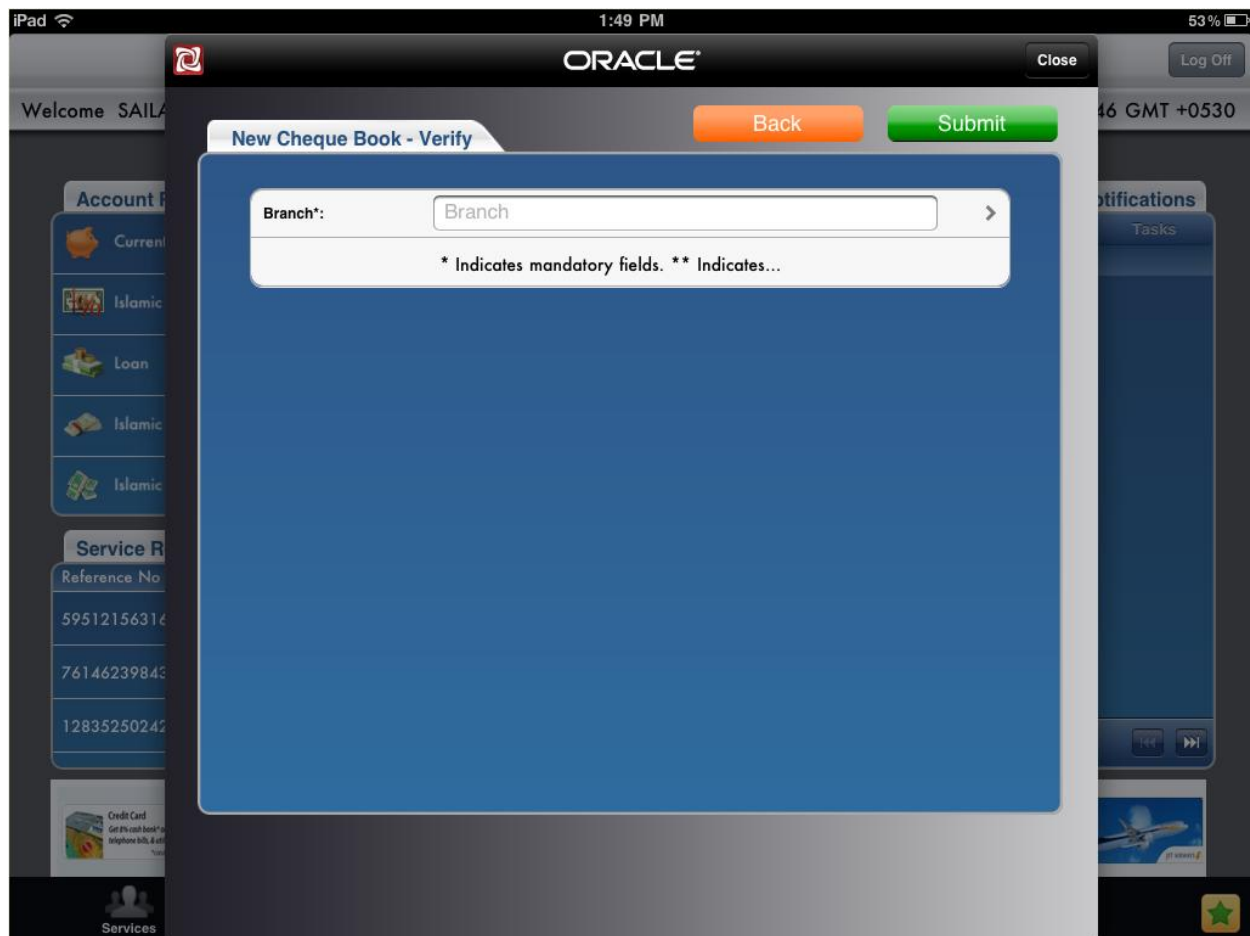 iPad 1:49 PM 53%
ORACLE
Close
Log Off
Welcome SAILA
46 GMT +0530
New Cheque Book - Verify
Back
Submit
Account
otifications
Branch*:
Branch
Tasks
Current
* Indicates mandatory fields. ** Indicates...
Islamic
Loan
Islamic
Islamic
Service R
Reference No
59512156316
76146239843
12835250242
Credit Card
Services